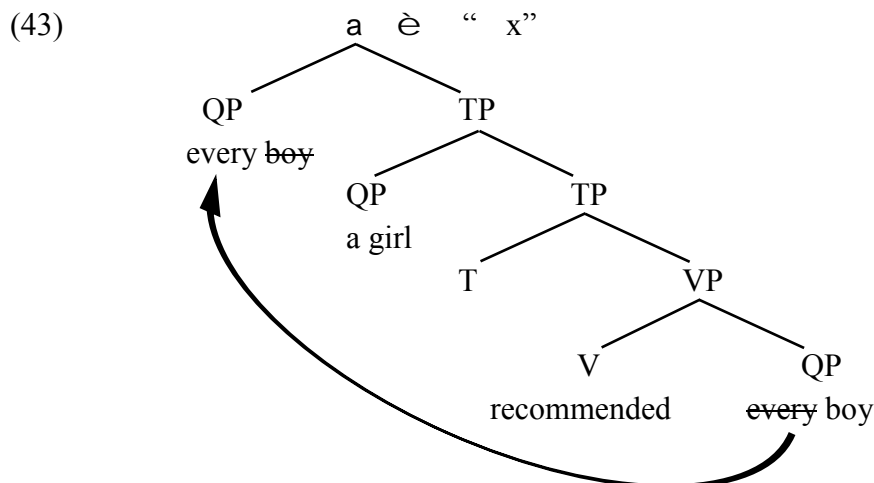 (43) a è “ x”
QP TP
every ~~boy~~
QP TP
a girl
T VP
V QP
recommended ~~every~~ boy